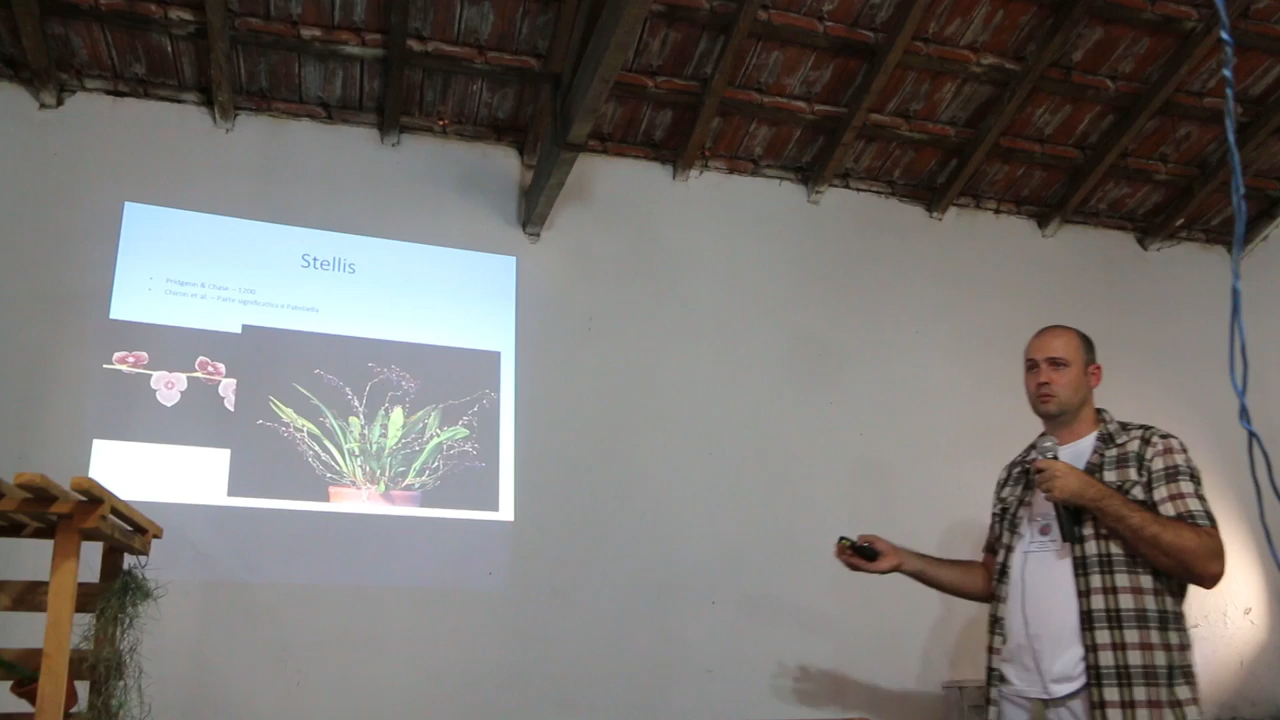 Stellis
• Pridgeon & Chase – 1200
• Chiron et al. – Parte significativa é Pabstiella